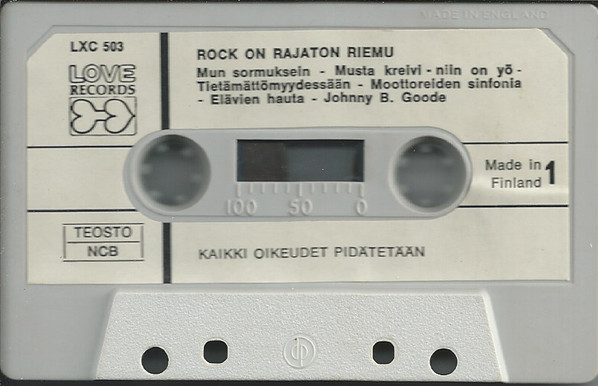 MADE IN ENGLAND
LXC 503
LOVE
RECORDS
ROCK ON RAJATON RIEMU
Mun sormuksein - Musta kreivi - niin on yö -
Tietämättömyydessään - Moottoreiden sinfonia
- Elävien hauta - Johnny B. Goode
Made in
Finland
1
100 50 0
TEOSTO
NCB
KAIKKI OIKEUDET PIDÄTETÄÄN